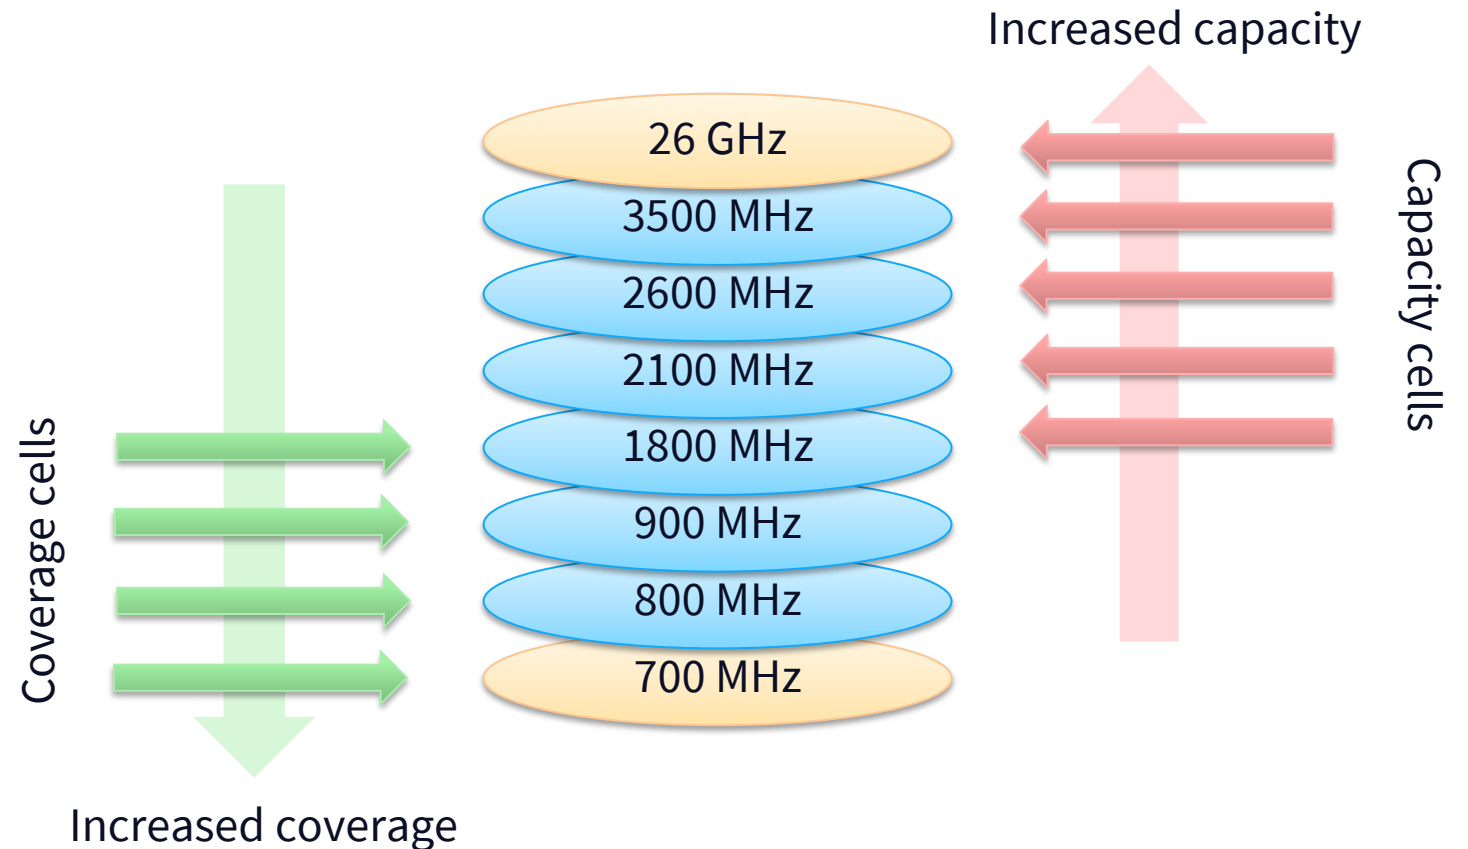 Increased capacity
26 GHz
3500 MHz
2600 MHz
2100 MHz
1800 MHz
900 MHz
800 MHz
700 MHz
Capacity cells
Coverage cells
Increased coverage